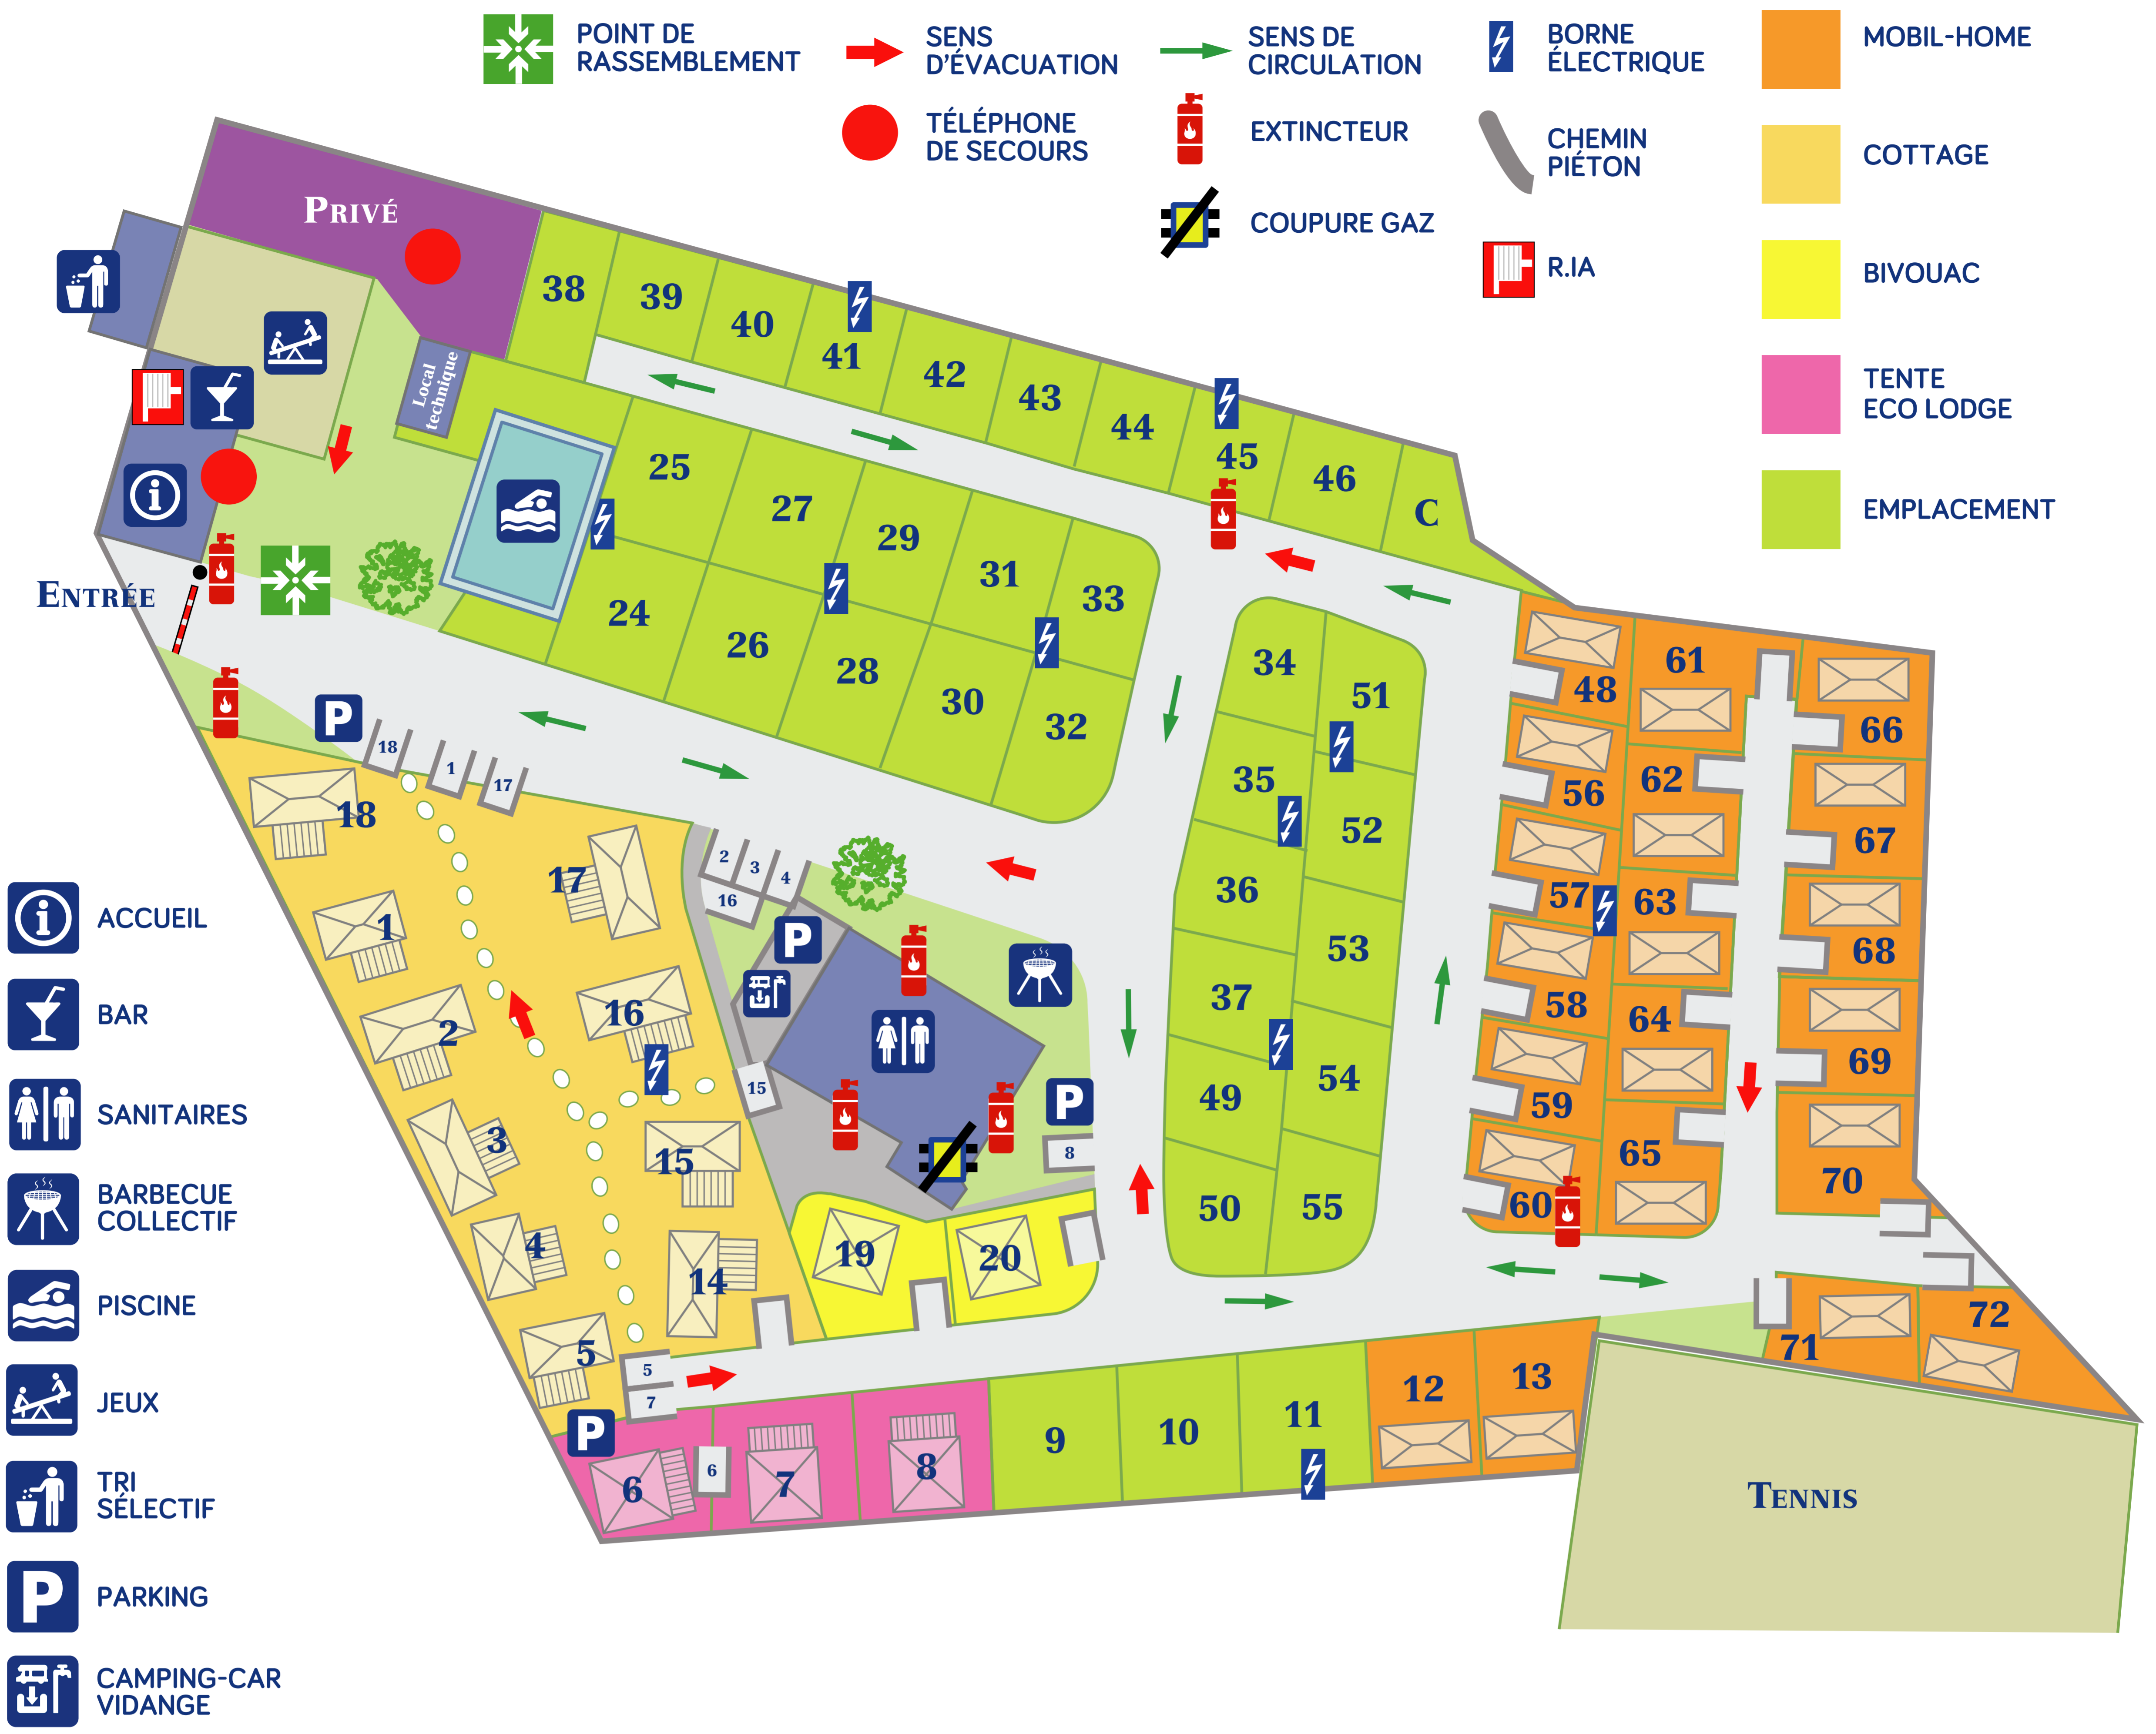 POINT DE
RASSEMBLEMENT
SENS
D'ÉVACUATION
SENS DE
CIRCULATION
BORNE
ÉLECTRIQUE
MOBIL-HOME
TÉLÉPHONE
DE SECOURS
EXTINCTEUR
CHEMIN
PIÉTON
COTTAGE
COUPURE GAZ
R.IA
BIVOUAC
TENTE
ECO LODGE
EMPLACEMENT
PRIVÉ
Local
technique
ENTRÉE
38
39
40
41
42
43
44
45
46
C
25
27
29
31
33
24
26
28
30
32
34
51
35
52
36
53
37
54
49
50
55
48
56
57
58
59
60
61
62
63
64
65
66
67
68
69
70
71
72
P
18
1
17
18
17
1
2
16
3
15
4
14
5
2
3
4
16
P
15
P
8
19
20
5
7
P
6
6
7
8
9
10
11
12
13
TENNIS
ACCUEIL
BAR
SANITAIRES
BARBECUE
COLLECTIF
PISCINE
JEUX
TRI
SÉLECTIF
P PARKING
CAMPING-CAR
VIDANGE